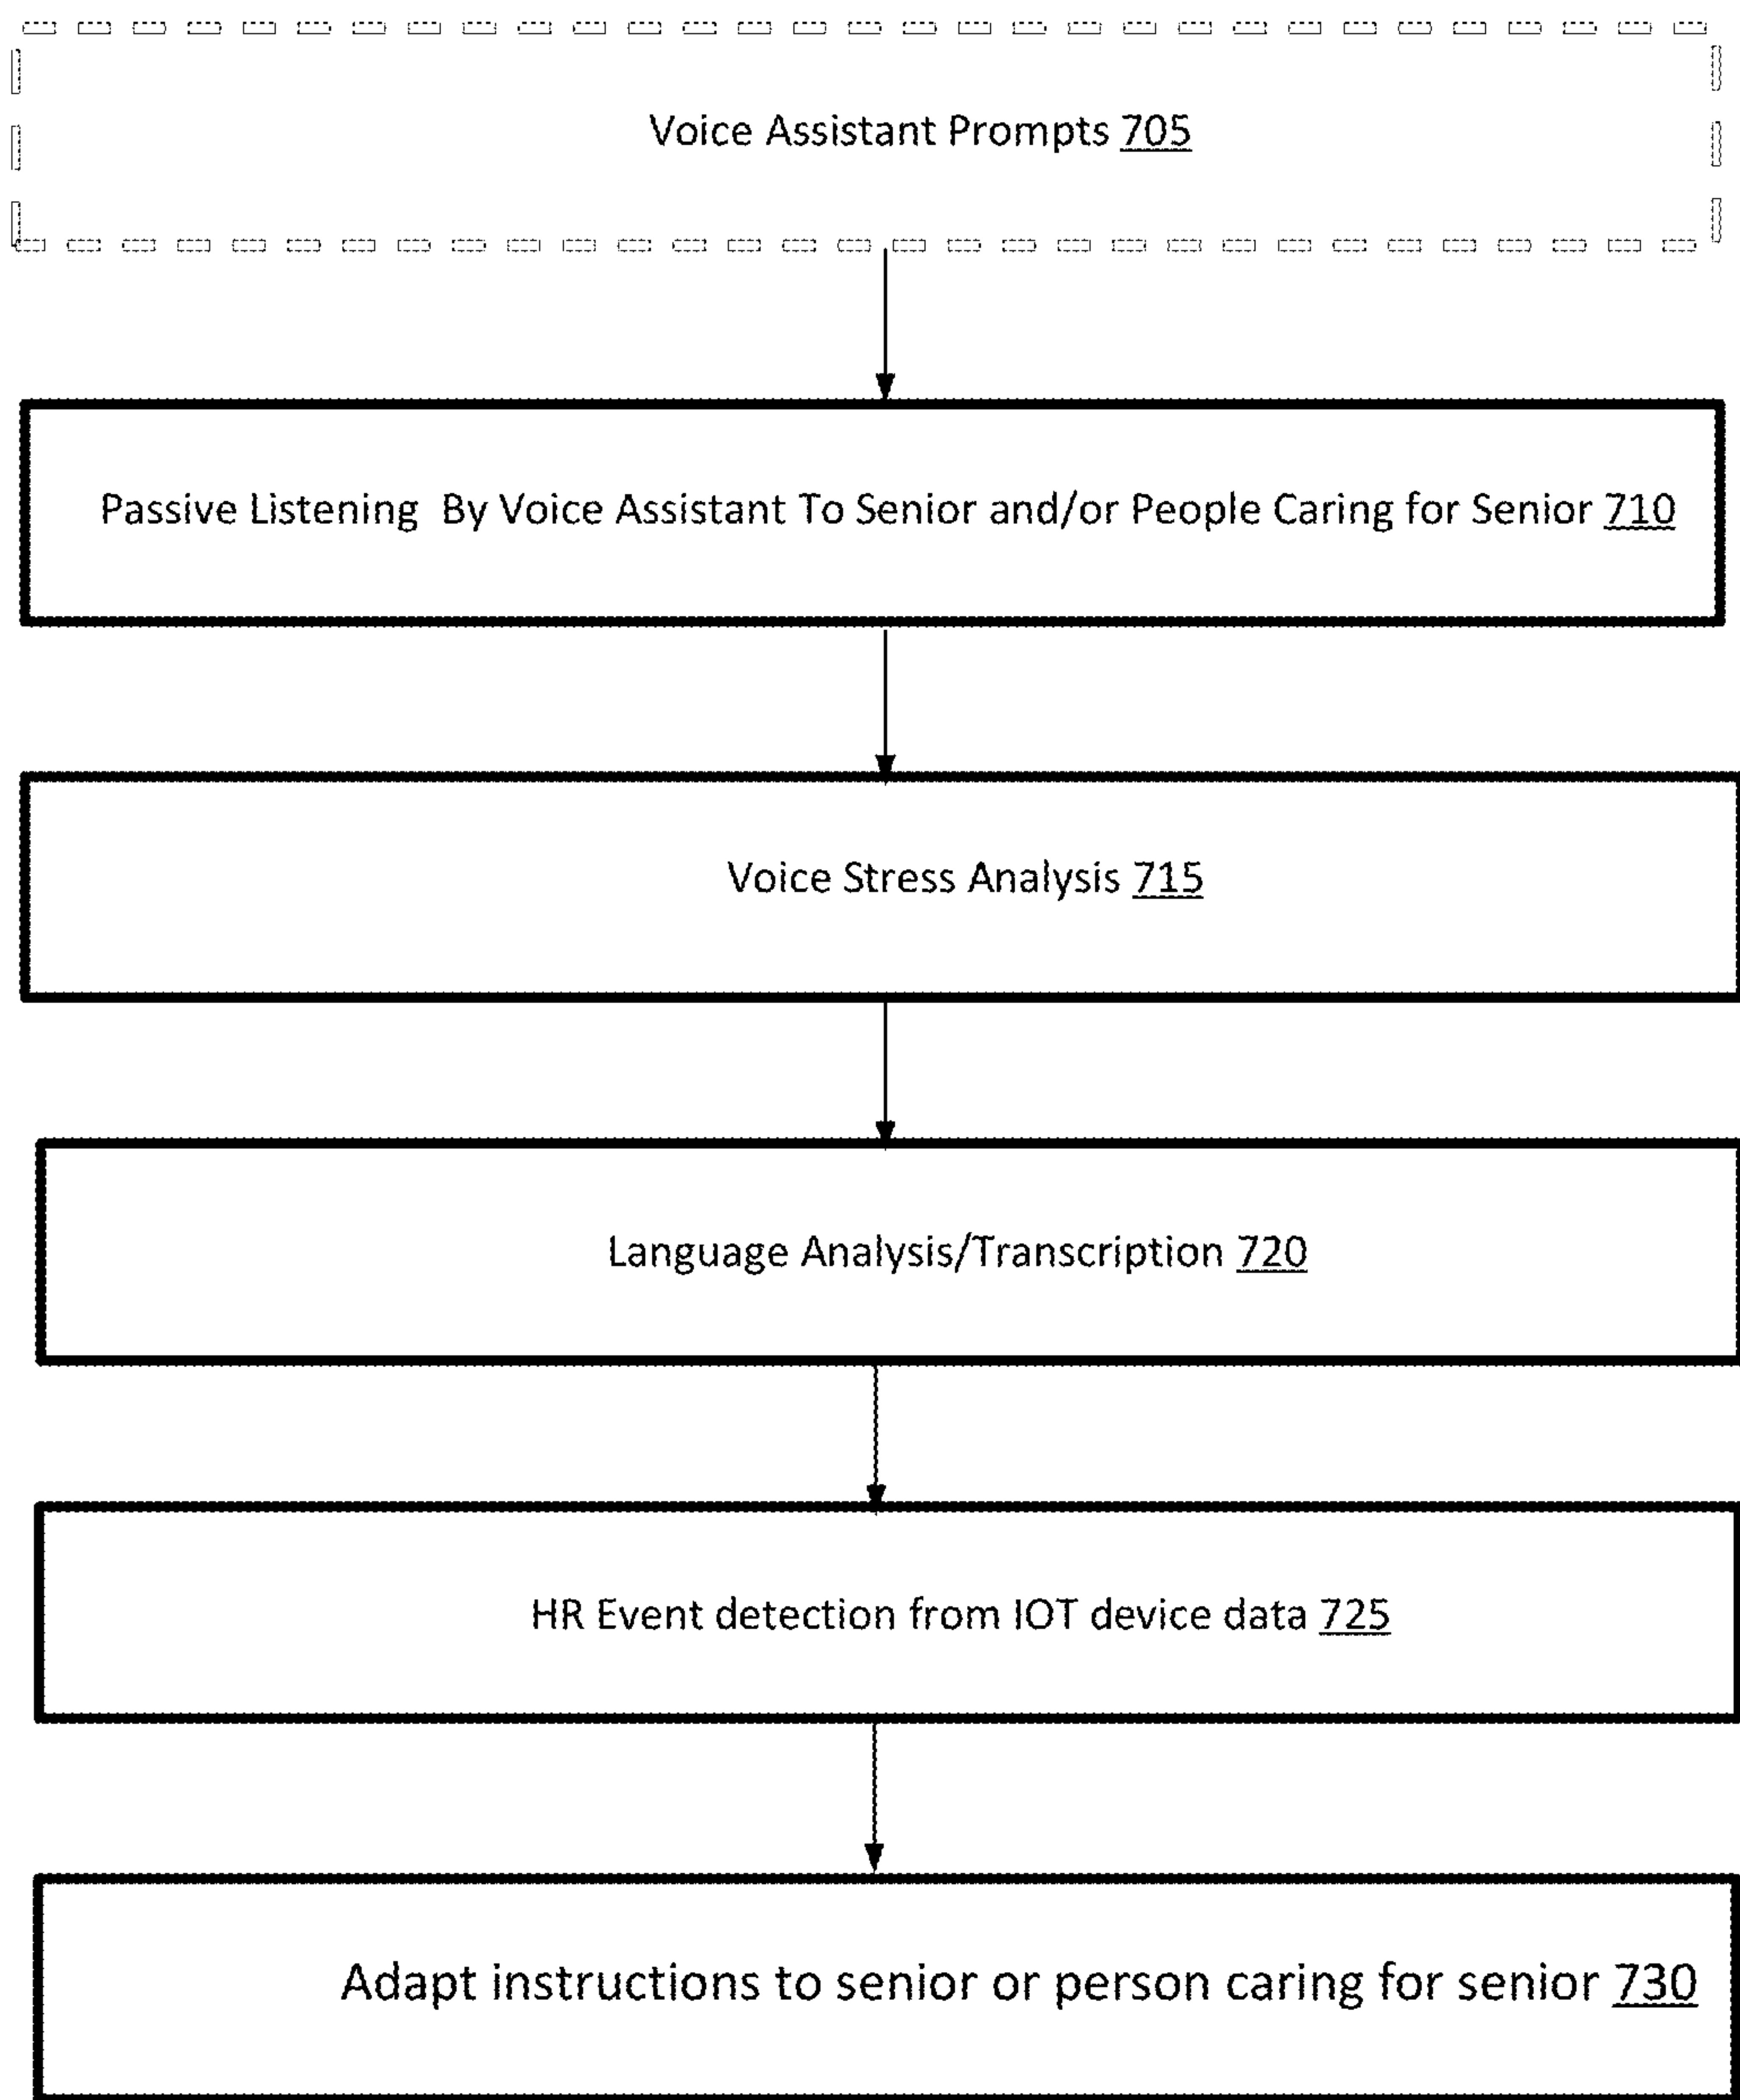 Voice Assistant Prompts 705
Passive Listening By Voice Assistant To Senior and/or People Caring for Senior 710
Voice Stress Analysis 715
Language Analysis/Transcription 720
HR Event detection from IOT device data 725
Adapt instructions to senior or person caring for senior 730